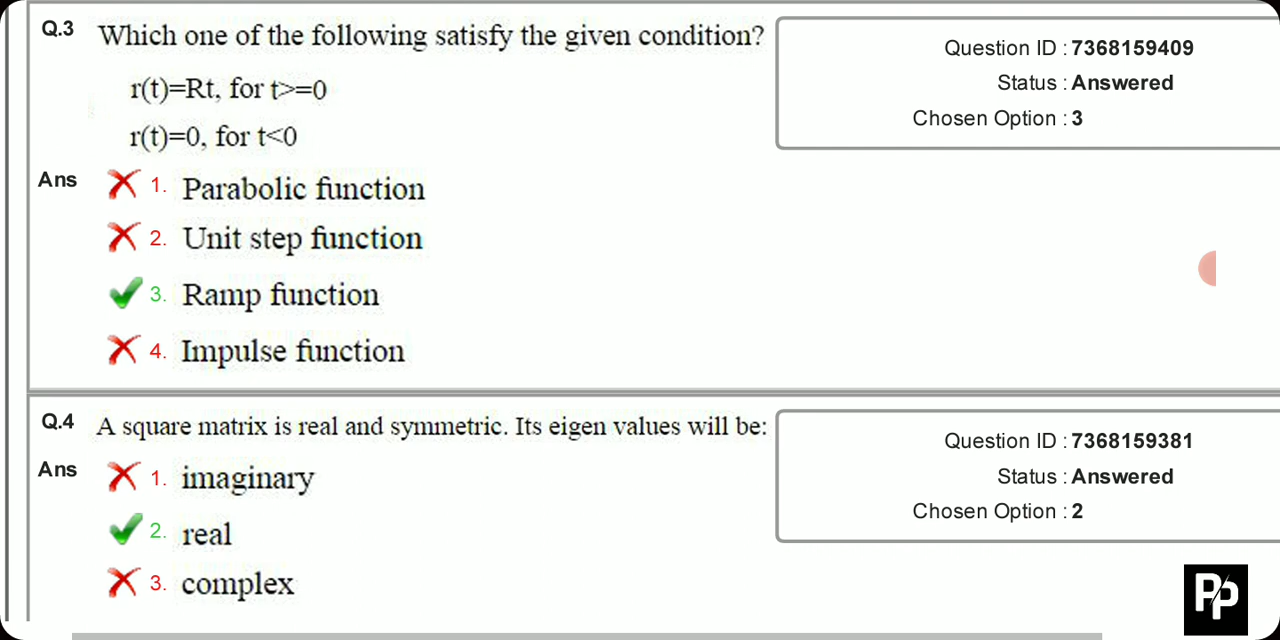 Q.3 Which one of the following satisfy the given condition?
r(t)=Rt, for t>=0
r(t)=0, for t<0
Question ID : 7368159409
Status : Answered
Chosen Option : 3
Ans 1. Parabolic function
2. Unit step function
3. Ramp function
4. Impulse function
Q.4 A square matrix is real and symmetric. Its eigen values will be:
Question ID : 7368159381
Status : Answered
Chosen Option : 2
Ans 1. imaginary
2. real
3. complex
Pp